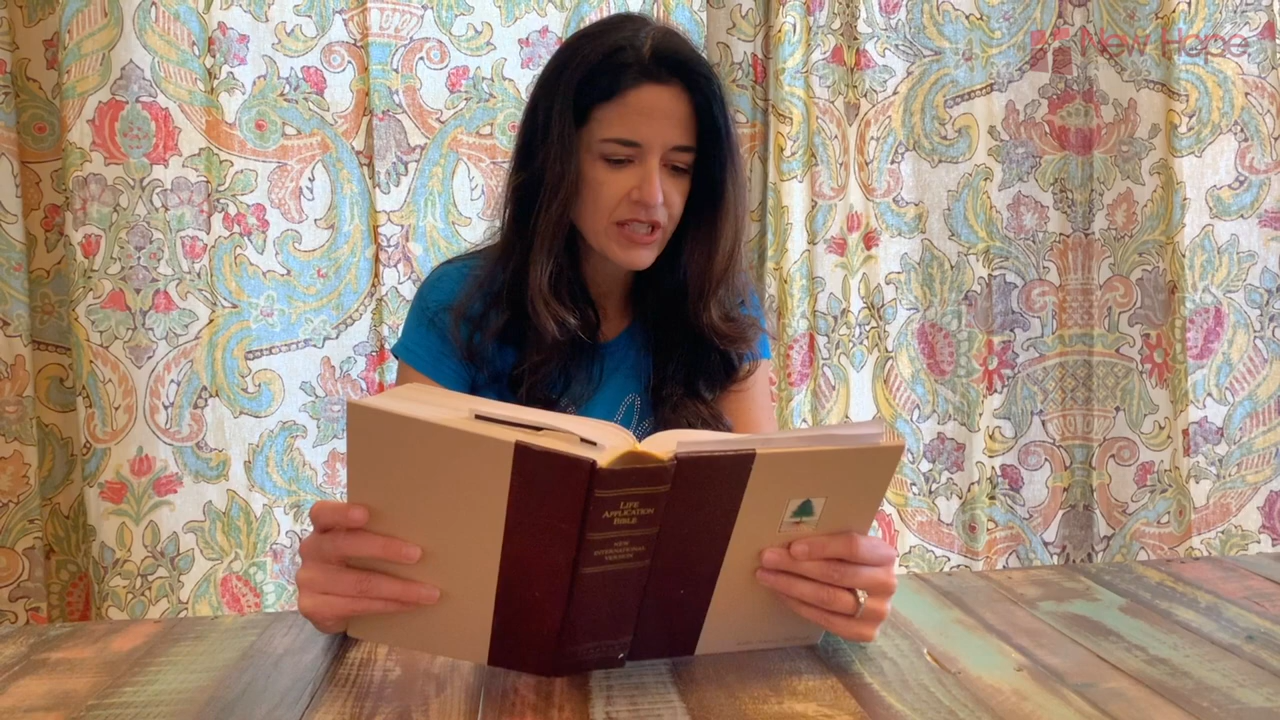 New Hope
LIFE
APPLICATION
BIBLE
NEW
INTERNATIONAL
VERSION